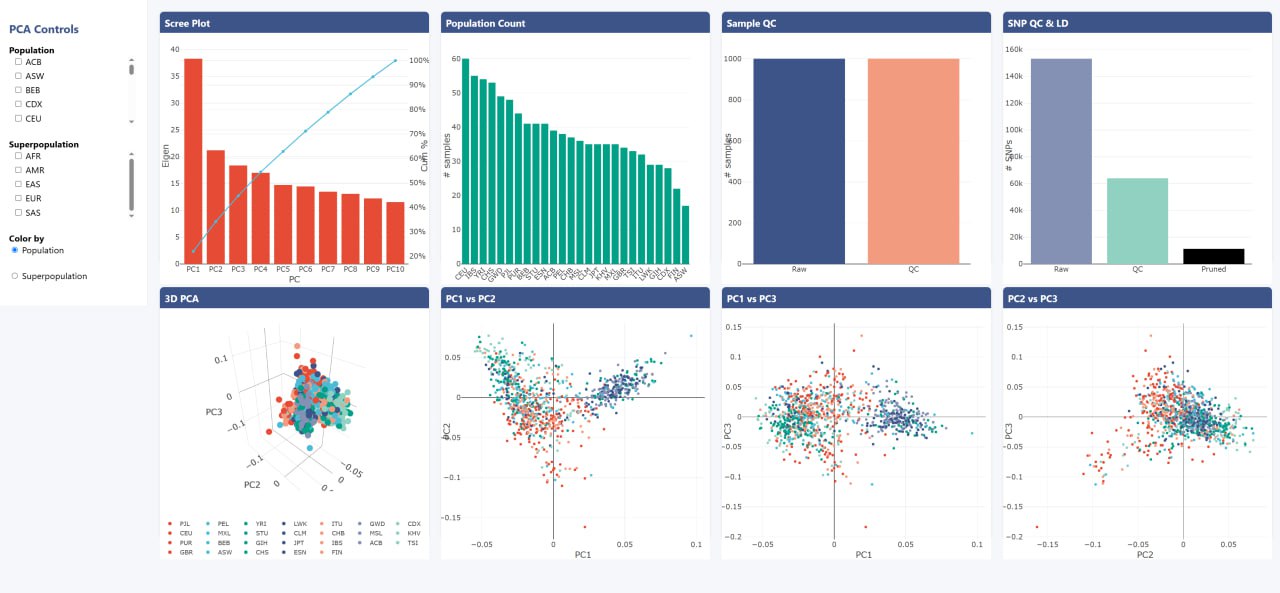 PCA Controls
Population
ACB
ASW
BEB
CDX
CEU
Superpopulation
AFR
AMR
EAS
EUR
SAS
Color by
Population
Superpopulation
Scree Plot
40
35
30
25
20
15
10
5
0
Eigen
100%
90%
80%
70%
60%
50%
40%
30%
20%
Cum %
PC1 PC2 PC3 PC4 PC5 PC6 PC7 PC8 PC9 PC10
PC
Population Count
60
50
40
30
20
10
0
# samples
CEU IBS YRI CHS GWD PJL PUR BEB STU ESN ACB PEL CHB MSL CLM JPT KHV MXL GBR TSI ITU LWK GIH CDX FIN ASW
Sample QC
1000
800
600
400
200
0
# samples
Raw QC
SNP QC & LD
160k
140k
120k
100k
80k
60k
40k
20k
0
# SNPs
Raw QC Pruned
3D PCA
0.1
0
−0.1
PC3
−0.1
0
PC2
−0.05
0
PJL PEL YRI LWK ITU GWD CDX
CEU MXL STU CLM CHB MSL KHV
PUR BEB GIH JPT IBS ACB TSI
GBR ASW CHS ESN FIN
PC1 vs PC2
0.05
0
−0.05
−0.1
−0.15
PC2
−0.05 0 0.05 0.1
PC1
PC1 vs PC3
0.15
0.1
0.05
0
−0.05
−0.1
−0.15
−0.2
PC3
−0.05 0 0.05 0.1
PC1
PC2 vs PC3
0.15
0.1
0.05
0
−0.05
−0.1
−0.15
−0.2
PC3
−0.15 −0.1 −0.05 0 0.05
PC2